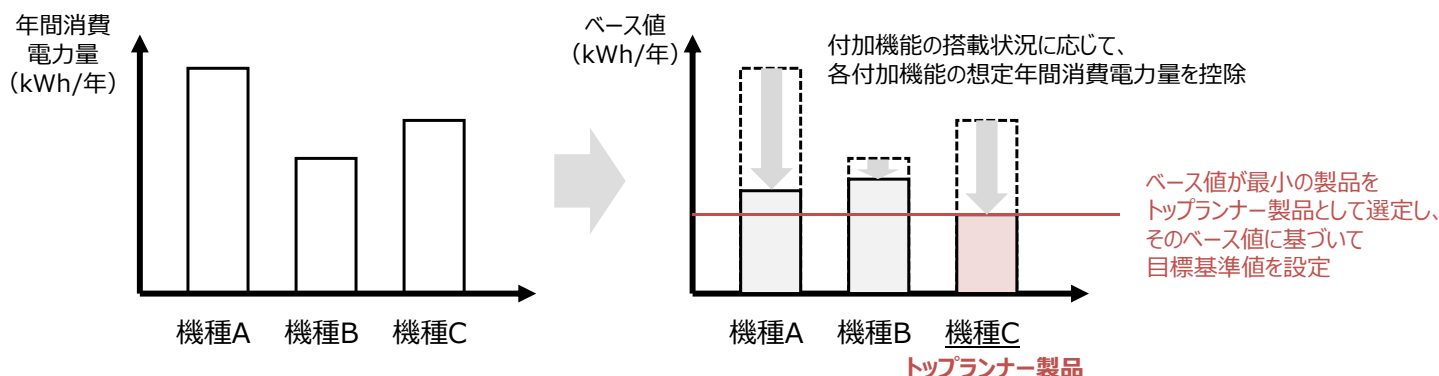 年間消費
電力量
（kWh/年）
機種A
機種B
機種C
ベース値
（kWh/年）
付加機能の搭載状況に応じて、
各付加機能の想定年間消費電力量を控除
機種A
機種B
機種C
トップランナー製品
ベース値が最小の製品を
トップランナー製品として選定し、
そのベース値に基づいて
目標基準値を設定